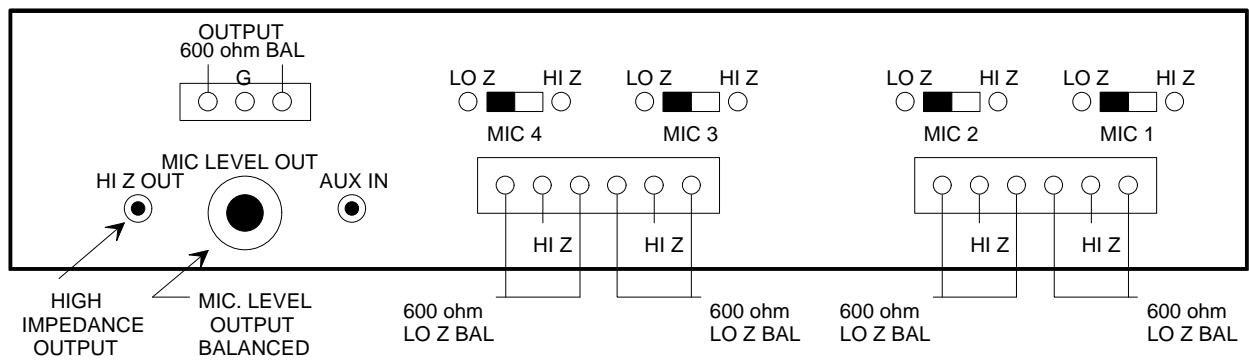 OUTPUT
600 ohm BAL
G
LO Z HI Z LO Z HI Z LO Z HI Z LO Z HI Z
MIC 4 MIC 3 MIC 2 MIC 1
MIC LEVEL OUT
HI Z OUT AUX IN
HI Z HI Z HI Z HI Z
HIGH
IMPEDANCE
OUTPUT
MIC. LEVEL
OUTPUT
BALANCED
600 ohm
LO Z BAL
600 ohm
LO Z BAL
600 ohm
LO Z BAL
600 ohm
LO Z BAL